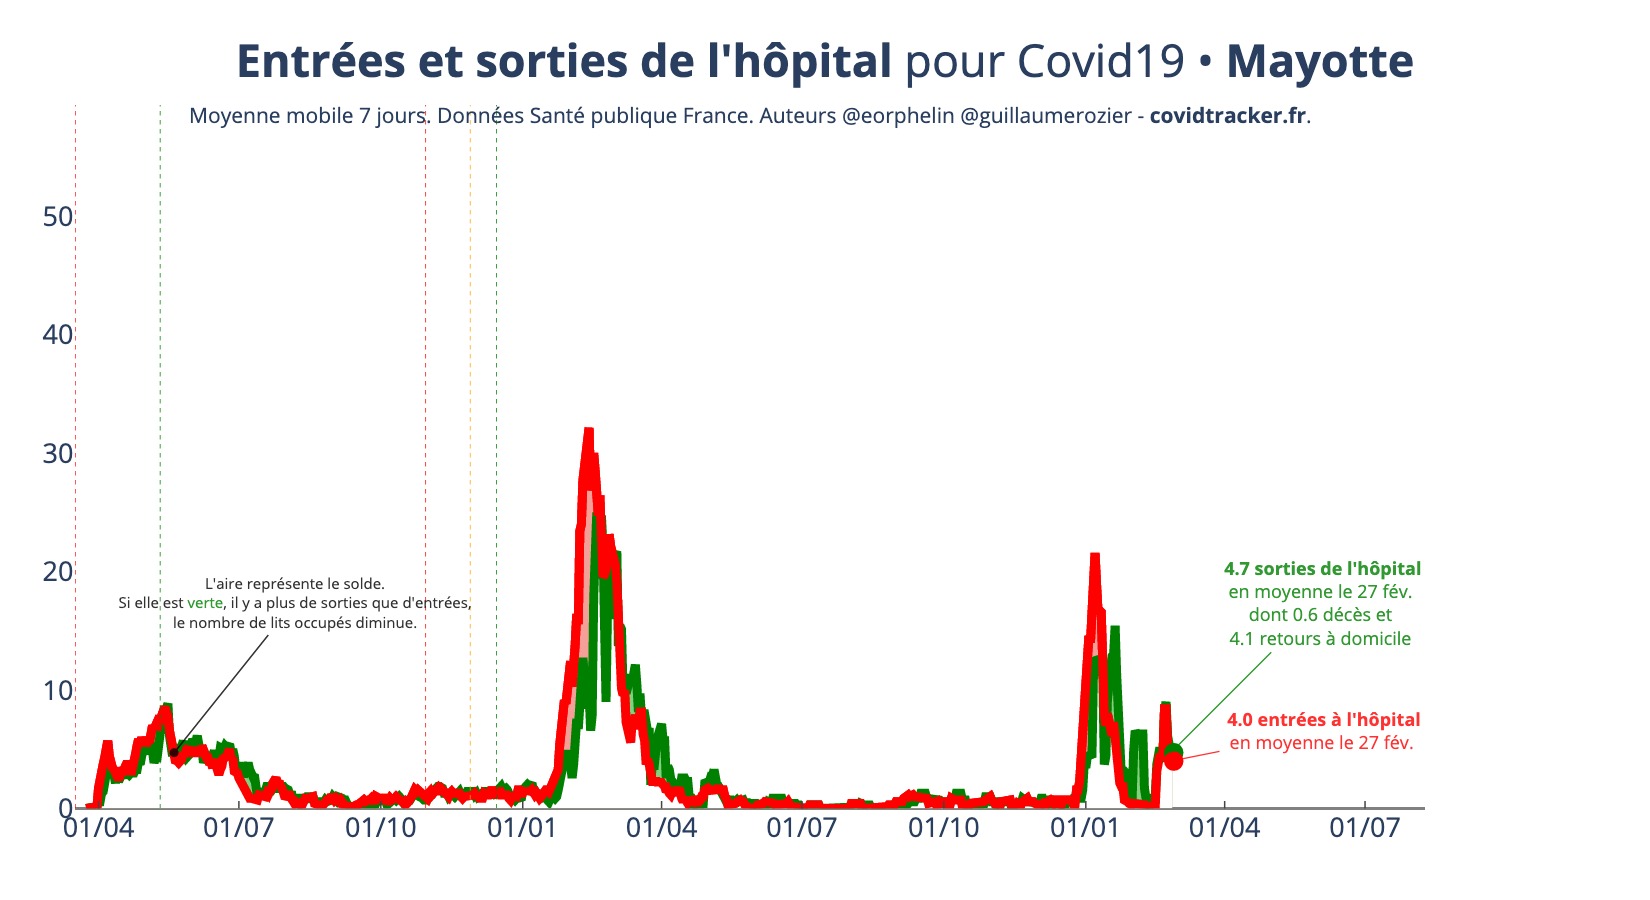 Entrées et sorties de l'hôpital pour Covid19 • Mayotte
Moyenne mobile 7 jours. Données Santé publique France. Auteurs @eorphelin @guillaumerozier - covidtracker.fr.
50
40
30
20
10
0
L'aire représente le solde.
Si elle est verte, il y a plus de sorties que d'entrées,
le nombre de lits occupés diminue.
4.7 sorties de l'hôpital
en moyenne le 27 fév.
dont 0.6 décès et
4.1 retours à domicile
4.0 entrées à l'hôpital
en moyenne le 27 fév.
01/04 01/07 01/10 01/01 01/04 01/07 01/10 01/01 01/04 01/07